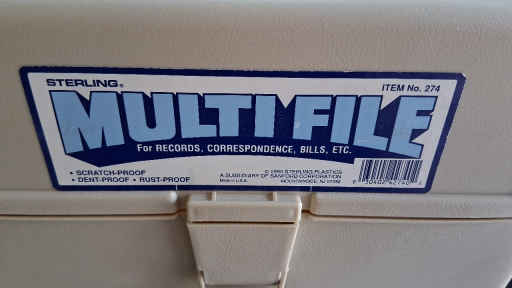 STERLING®
ITEM No. 274
MULTI FILE
For RECORDS, CORRESPONDENCE, BILLS, ETC.
• SCRATCH-PROOF
• DENT-PROOF • RUST-PROOF
STERLING PLASTICS
A SUBSIDIARY OF SANFORD CORPORATION
Made in U.S.A.